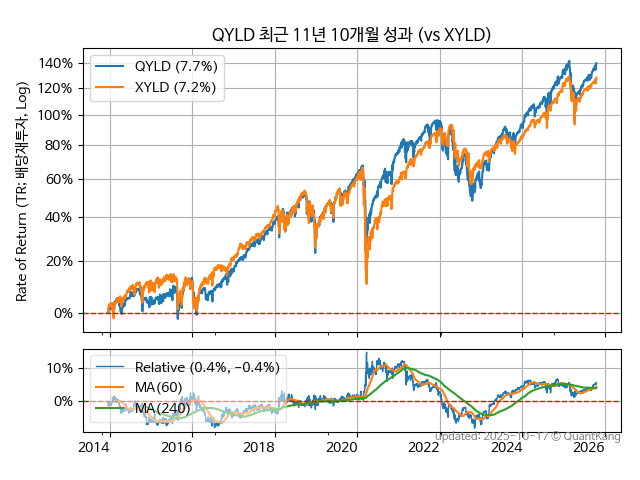 QYLD 최근 11년 10개월 성과 (vs XYLD)
Rate of Return (TR: 배당재투자, Log)
140%
120%
100%
80%
60%
40%
20%
0%
QYLD (7.7%)
XYLD (7.2%)
10%
0%
Relative (0.4%, −0.4%)
MA(60)
MA(240)
2014 2016 2018 2020 2022 2024 2026
updated: 2025-10-17 © QuantKang